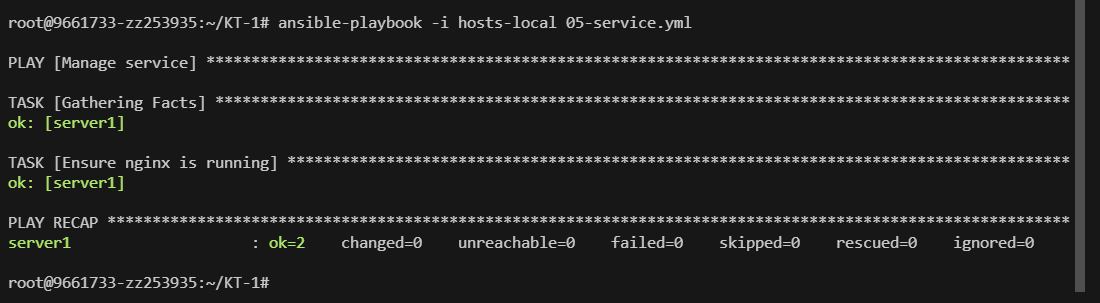 root@9661733-zz253935:~/KT-1# ansible-playbook -i hosts-local 05-service.yml
PLAY [Manage service] ************************************************************************************************
TASK [Gathering Facts] ***********************************************************************************************
ok: [server1]
TASK [Ensure nginx is running] ***************************************************************************************
ok: [server1]
PLAY RECAP ***********************************************************************************************************
server1                    : ok=2    changed=0    unreachable=0    failed=0    skipped=0    rescued=0    ignored=0
root@9661733-zz253935:~/KT-1#